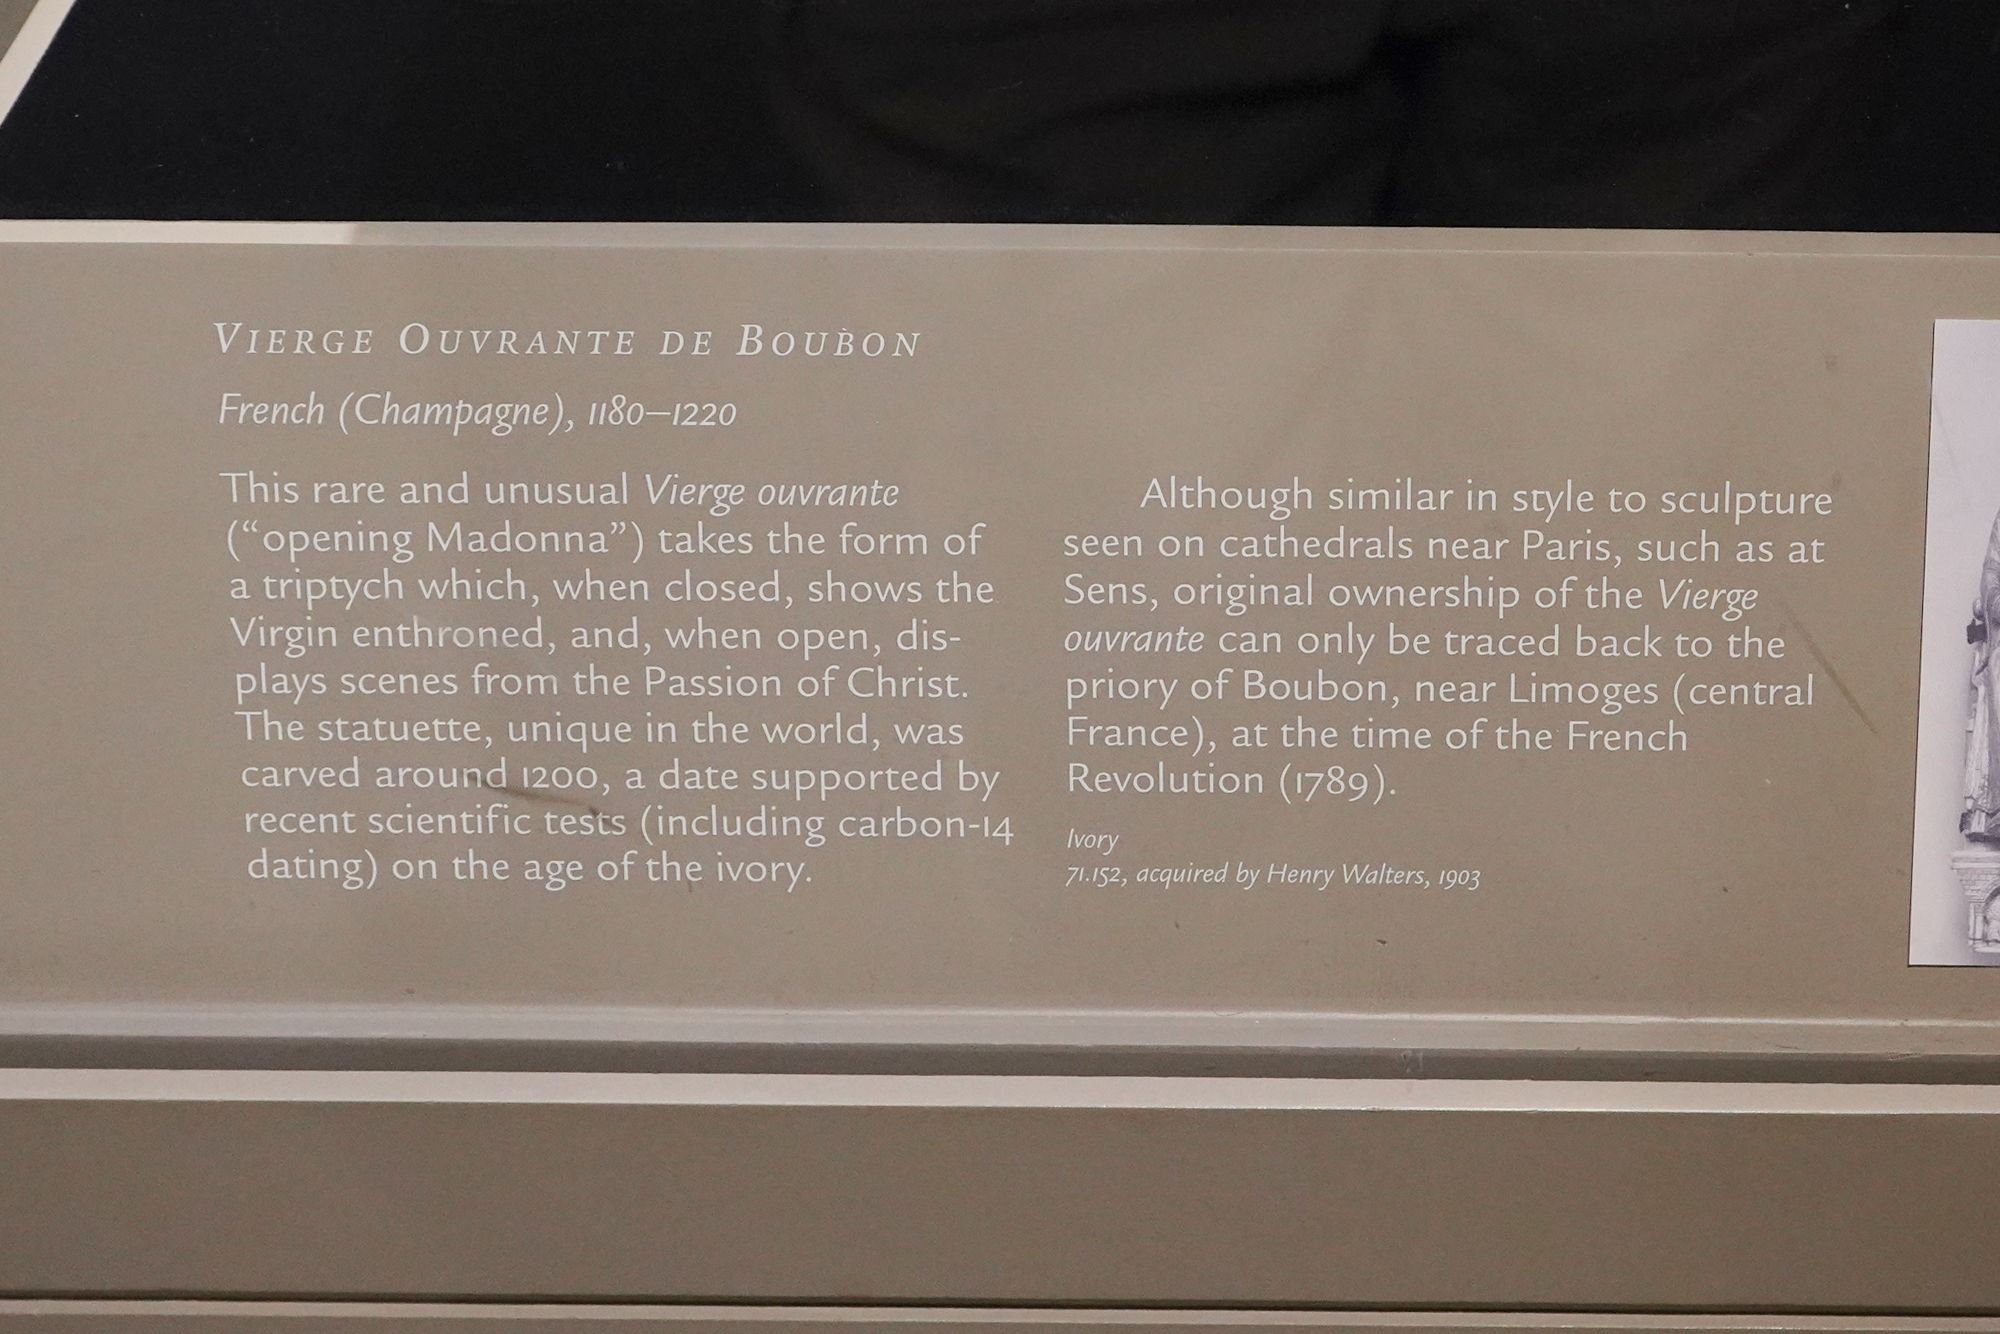 VIERGE OUVRANTE DE BOUB̀ON
French (Champagne), 1180–1220
This rare and unusual Vierge ouvrante
(“opening Madonna”) takes the form of
a triptych which, when closed, shows the
Virgin enthroned, and, when open, dis-
plays scenes from the Passion of Christ.
The statuette, unique in the world, was
carved around 1200, a date supported by
recent scientific tests (including carbon-14
dating) on the age of the ivory.
Although similar in style to sculpture
seen on cathedrals near Paris, such as at
Sens, original ownership of the Vierge
ouvrante can only be traced back to the
priory of Boubon, near Limoges (central
France), at the time of the French
Revolution (1789).
Ivory
71.152, acquired by Henry Walters, 1903